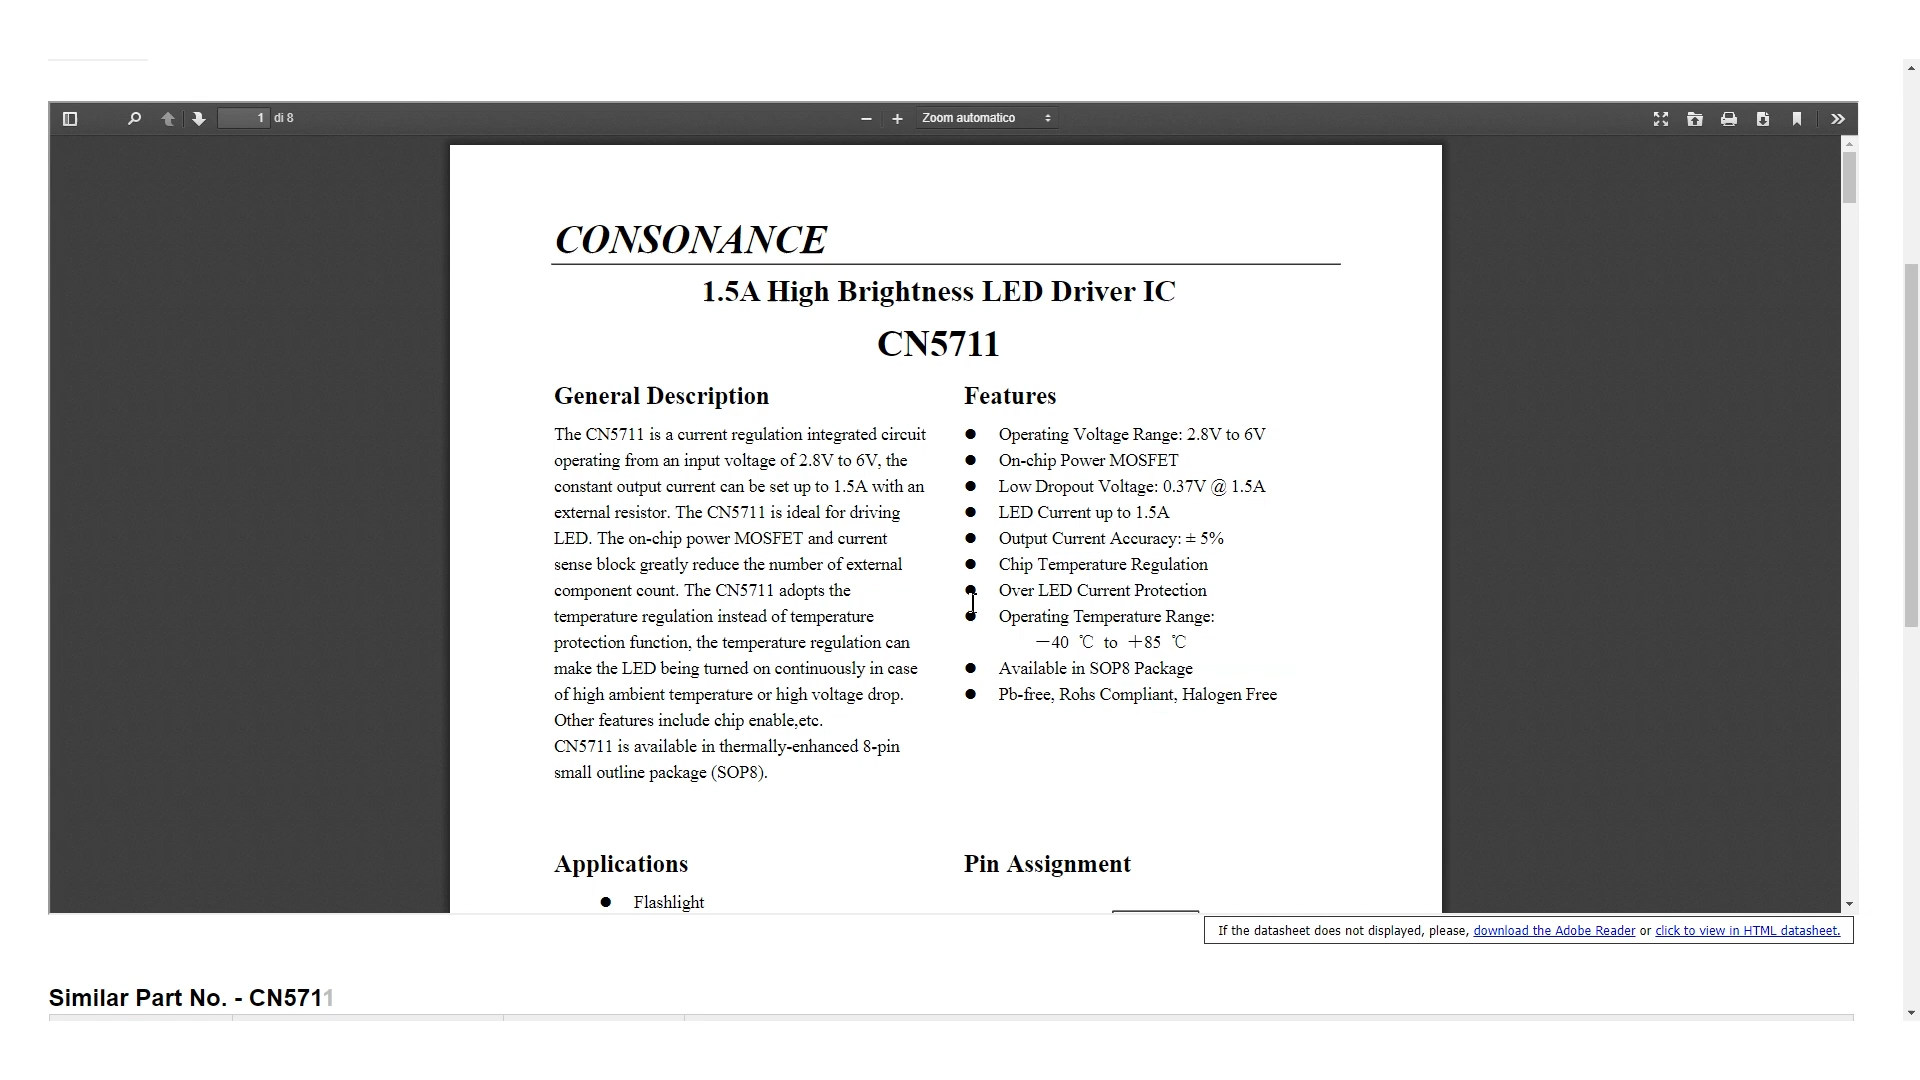 1 di 8
Zoom automatico
CONSONANCE
1.5A High Brightness LED Driver IC
CN5711
General Description
The CN5711 is a current regulation integrated circuit
operating from an input voltage of 2.8V to 6V, the
constant output current can be set up to 1.5A with an
external resistor. The CN5711 is ideal for driving
LED. The on-chip power MOSFET and current
sense block greatly reduce the number of external
component count. The CN5711 adopts the
temperature regulation instead of temperature
protection function, the temperature regulation can
make the LED being turned on continuously in case
of high ambient temperature or high voltage drop.
Other features include chip enable,etc.
CN5711 is available in thermally-enhanced 8-pin
small outline package (SOP8).
Features
● Operating Voltage Range: 2.8V to 6V
● On-chip Power MOSFET
● Low Dropout Voltage: 0.37V @ 1.5A
● LED Current up to 1.5A
● Output Current Accuracy: ± 5%
● Chip Temperature Regulation
● Over LED Current Protection
● Operating Temperature Range:
-40 ℃ to +85 ℃
● Available in SOP8 Package
● Pb-free, Rohs Compliant, Halogen Free
Applications
● Flashlight
Pin Assignment
If the datasheet does not displayed, please, download the Adobe Reader or click to view in HTML datasheet.
Similar Part No. - CN5711